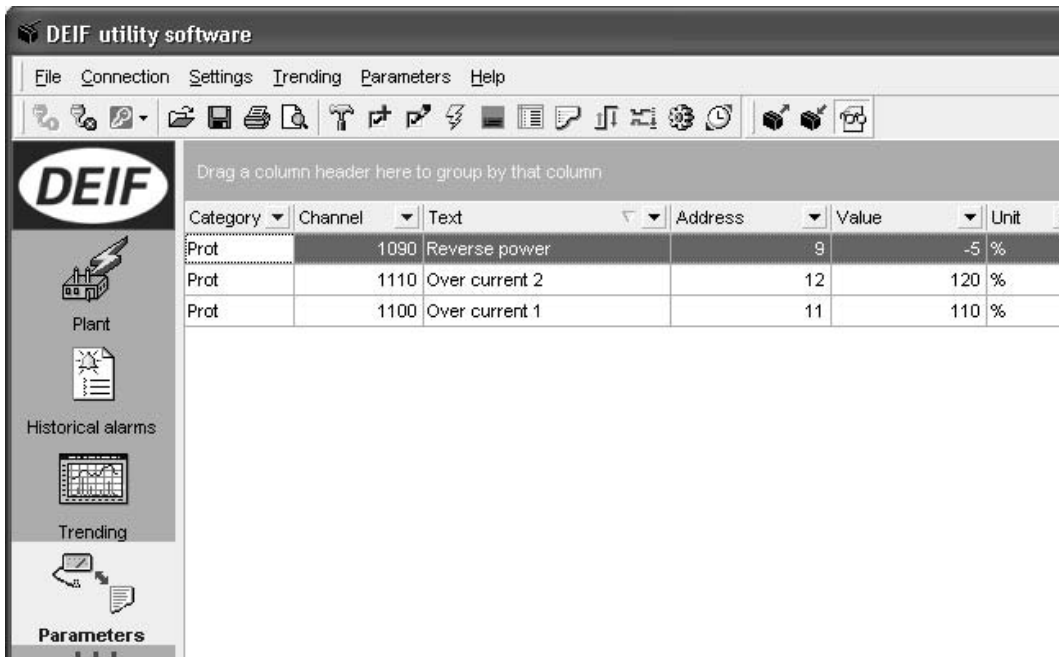 DEIF utility software
File Connection Settings Trending Parameters Help
Drag a column header here to group by that column
DEIF
Category Channel Text Address Value Unit
Prot 1090 Reverse power 9 -5 %
Prot 1110 Over current 2 12 120 %
Prot 1100 Over current 1 11 110 %
Plant
Historical alarms
Trending
Parameters